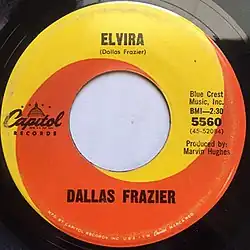 ELVIRA
(Dallas Frazier)
Capitol
RECORDS
Blue Crest
Music, Inc.
BMI—2:30
5560
(45-52094)
Produced by:
Marvin Hughes
DALLAS FRAZIER